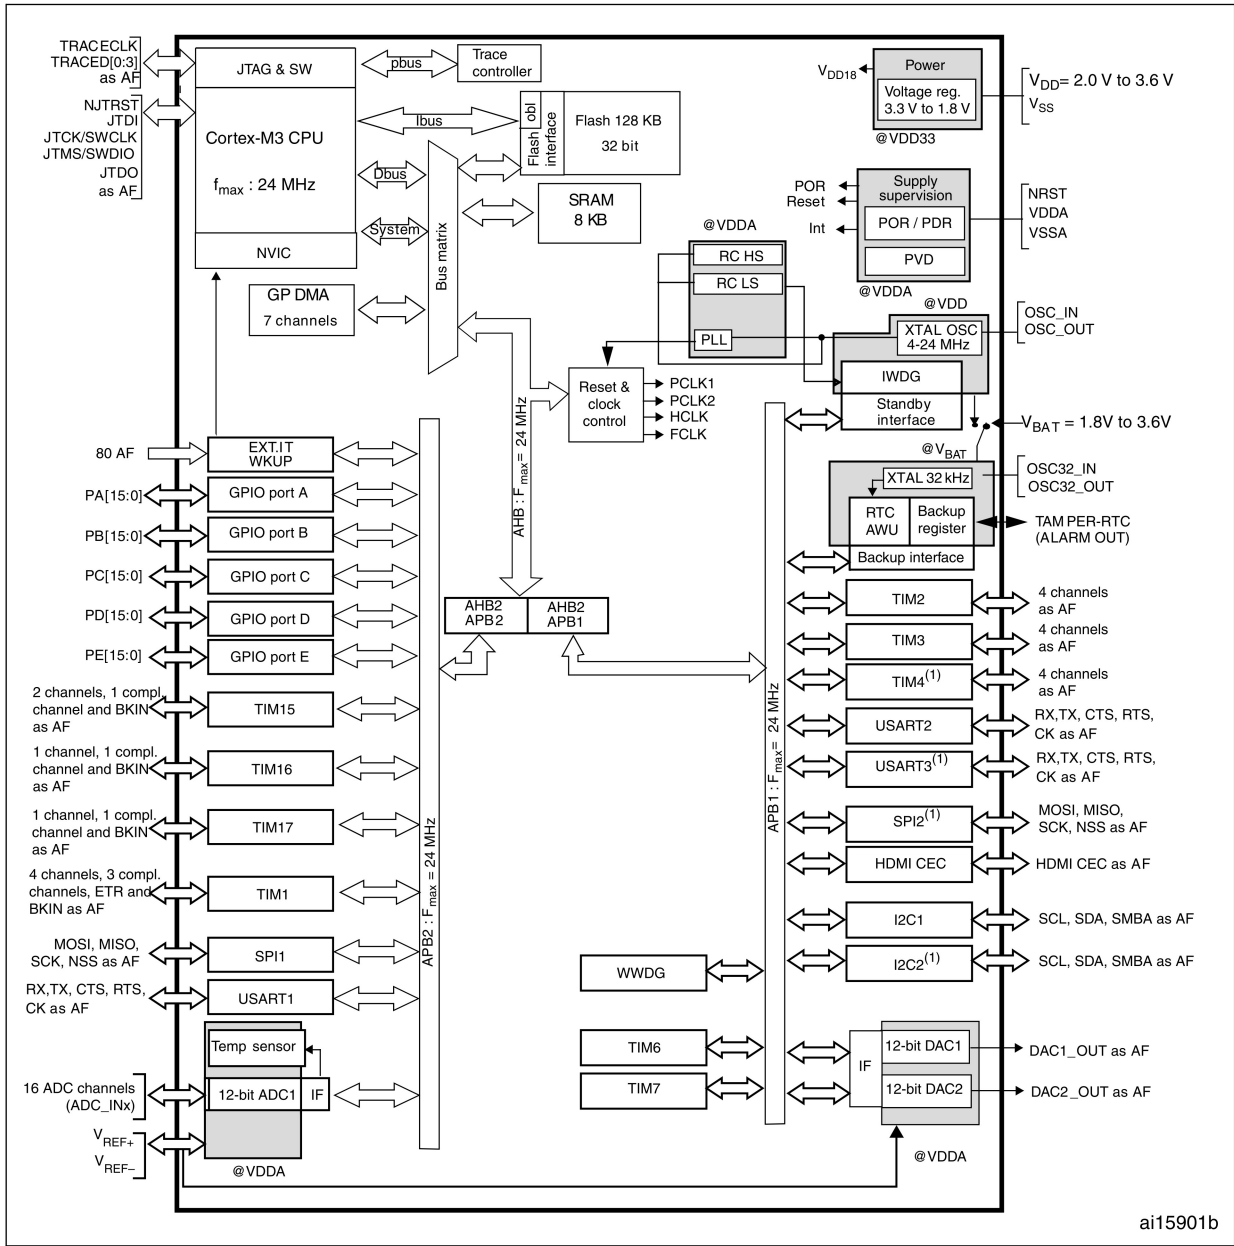 TRACECLK
TRACED[0:3]
as AF
JTAG & SW
pbus
Trace
controller
NJTRST
JTDI
JTCK/SWCLK
JTMS/SWDIO
JTDO
as AF
Cortex-M3 CPU
fmax : 24 MHz
NVIC
Ibus
Dbus
System
obl
Flash
interface
Flash 128 KB
32 bit
SRAM
8 KB
Bus matrix
GP DMA
7 channels
VDD18
Power
Voltage reg.
3.3 V to 1.8 V
@VDD33
VDD= 2.0 V to 3.6 V
VSS
POR
Reset
Int
Supply
supervision
POR / PDR
PVD
@VDDA
NRST
VDDA
VSSA
@VDDA
RC HS
RC LS
PLL
@VDD
XTAL OSC
4-24 MHz
OSC_IN
OSC_OUT
IWDG
Standby
interface
Reset &
clock
control
PCLK1
PCLK2
HCLK
FCLK
VBAT = 1.8V to 3.6V
@VBAT
XTAL 32 kHz
OSC32_IN
OSC32_OUT
RTC
AWU
Backup
register
Backup interface
TAMPER-RTC
(ALARM OUT)
AHB : Fmax= 24 MHz
AHB2
APB2
AHB2
APB1
80 AF
EXT.IT
WKUP
PA[15:0]
GPIO port A
PB[15:0]
GPIO port B
PC[15:0]
GPIO port C
PD[15:0]
GPIO port D
PE[15:0]
GPIO port E
2 channels, 1 compl.
channel and BKIN
as AF
TIM15
1 channel, 1 compl.
channel and BKIN
as AF
TIM16
1 channel, 1 compl.
channel and BKIN
as AF
TIM17
4 channels, 3 compl.
channels, ETR and
BKIN as AF
TIM1
MOSI, MISO,
SCK, NSS as AF
SPI1
RX,TX, CTS, RTS,
CK as AF
USART1
Temp sensor
16 ADC channels
(ADC_INx)
12-bit ADC1
IF
VREF+
VREF–
@VDDA
APB2 : Fmax = 24 MHz
APB1 : Fmax= 24 MHz
TIM2
4 channels
as AF
TIM3
4 channels
as AF
TIM4(1)
4 channels
as AF
USART2
RX,TX, CTS, RTS,
CK as AF
USART3(1)
RX,TX, CTS, RTS,
CK as AF
SPI2(1)
MOSI, MISO,
SCK, NSS as AF
HDMI CEC
HDMI CEC as AF
I2C1
SCL, SDA, SMBA as AF
I2C2(1)
SCL, SDA, SMBA as AF
WWDG
TIM6
TIM7
IF
12-bit DAC1
DAC1_OUT as AF
12-bit DAC2
DAC2_OUT as AF
@VDDA
ai15901b